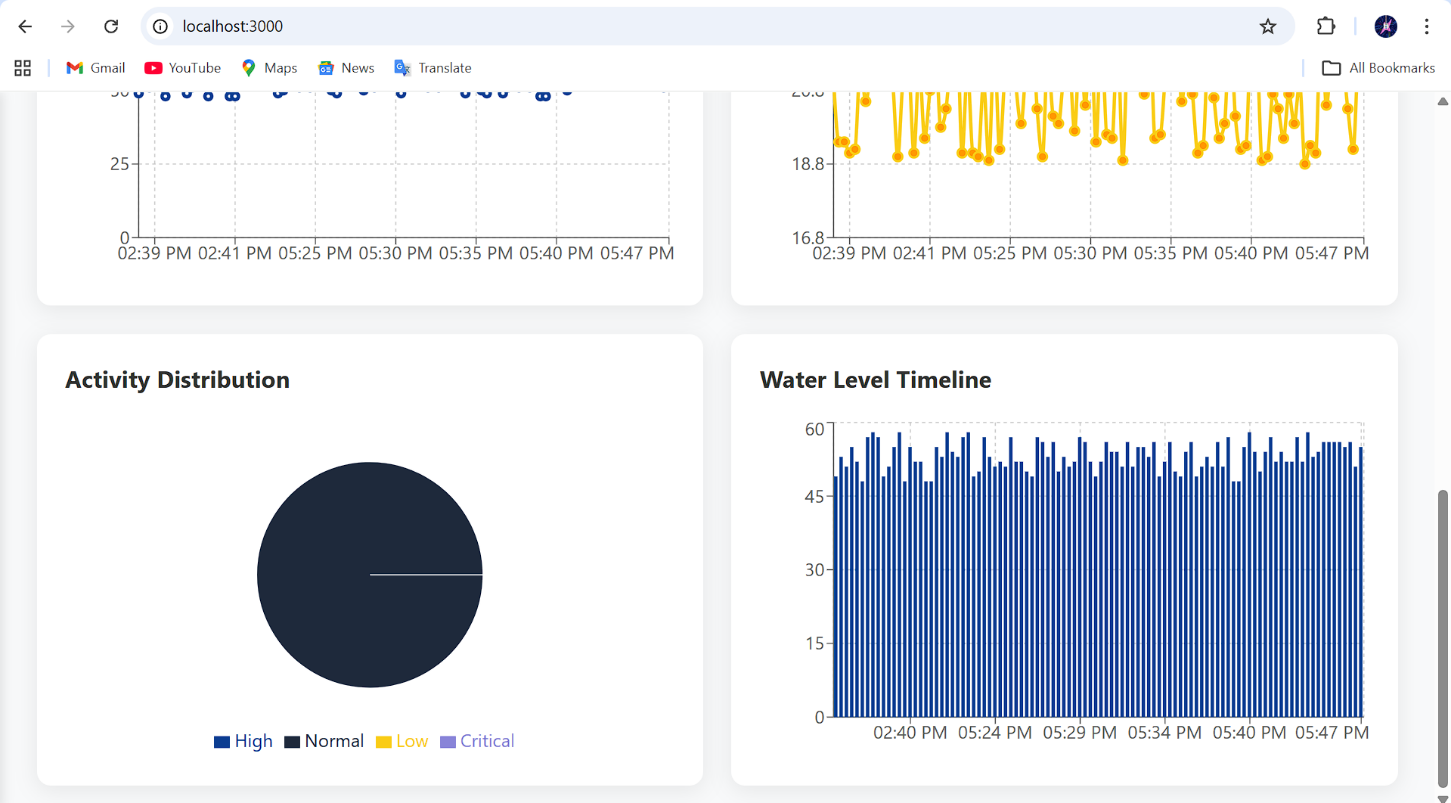 localhost:3000
Gmail YouTube Maps News Translate All Bookmarks
25
0
02:39 PM 02:41 PM 05:25 PM 05:30 PM 05:35 PM 05:40 PM 05:47 PM
20.8
18.8
16.8
02:39 PM 02:41 PM 05:25 PM 05:30 PM 05:35 PM 05:40 PM 05:47 PM
Activity Distribution
High Normal Low Critical
Water Level Timeline
60
45
30
15
0
02:40 PM 05:24 PM 05:29 PM 05:34 PM 05:40 PM 05:47 PM